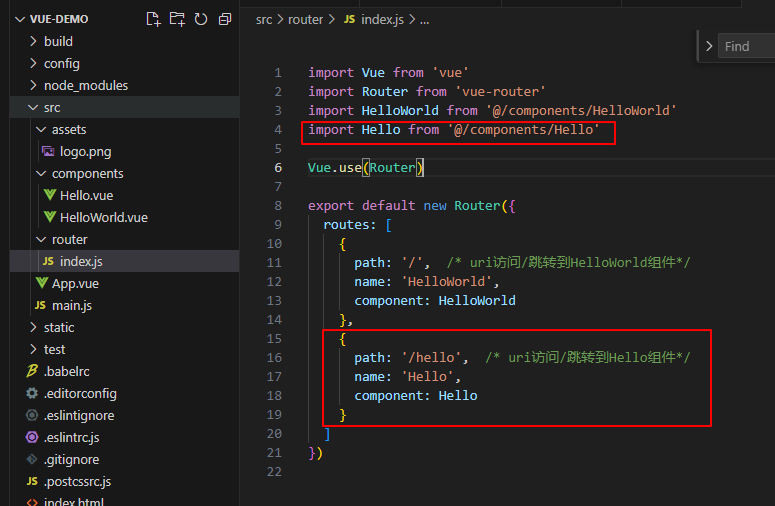 VUE-DEMO
build
config
node_modules
src
assets
logo.png
components
Hello.vue
HelloWorld.vue
router
JS index.js
App.vue
JS main.js
static
test
.babelrc
.editorconfig
.eslintignore
.eslintrc.js
.gitignore
JS .postcssrc.js
index.html
src > router > JS index.js > ...
> Find
1 import Vue from 'vue'
2 import Router from 'vue-router'
3 import HelloWorld from '@/components/HelloWorld'
4 import Hello from '@/components/Hello'
5
6 Vue.use(Router)
7
8 export default new Router({
9 routes: [
10 {
11 path: '/', /* uri访问/跳转到HelloWorld组件*/
12 name: 'HelloWorld',
13 component: HelloWorld
14 },
15 {
16 path: '/hello', /* uri访问/跳转到Hello组件*/
17 name: 'Hello',
18 component: Hello
19 }
20 ]
21 })
22